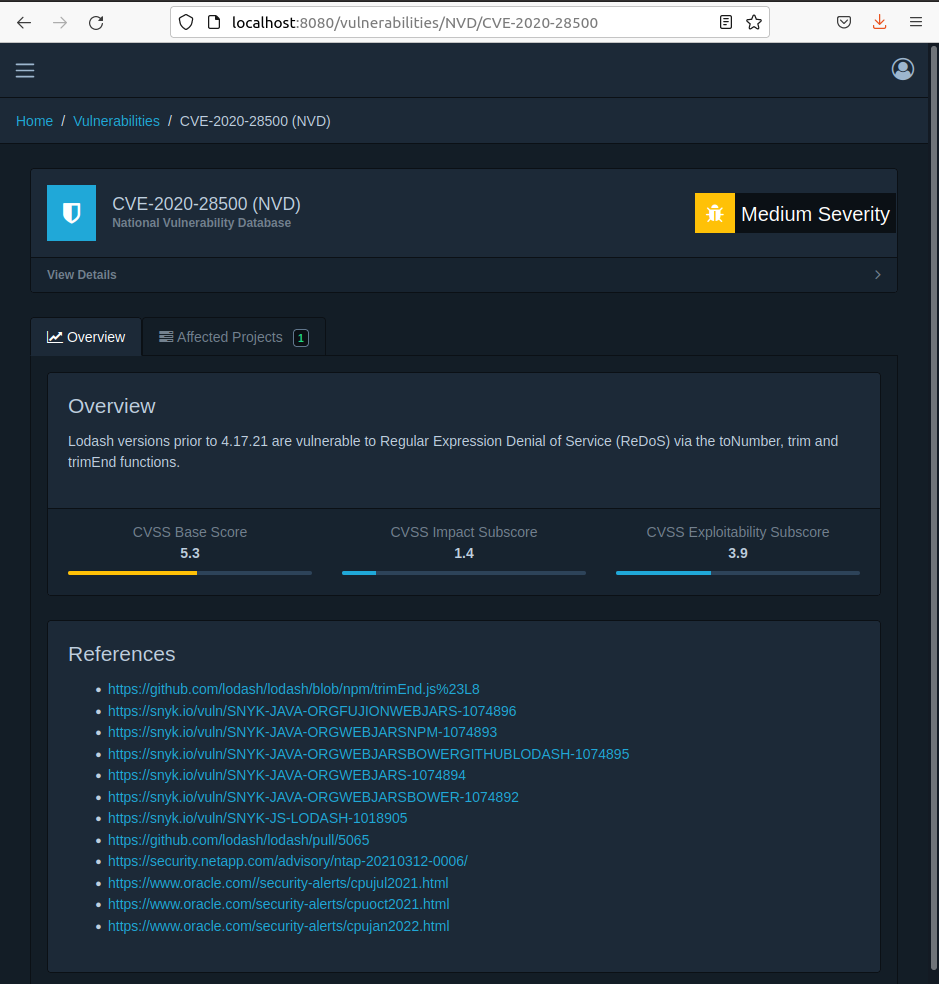 localhost:8080/vulnerabilities/NVD/CVE-2020-28500
Home / Vulnerabilities / CVE-2020-28500 (NVD)
CVE-2020-28500 (NVD)
National Vulnerability Database
Medium Severity
View Details
Overview
Affected Projects 1
Overview
Lodash versions prior to 4.17.21 are vulnerable to Regular Expression Denial of Service (ReDoS) via the toNumber, trim and
trimEnd functions.
CVSS Base Score
5.3
CVSS Impact Subscore
1.4
CVSS Exploitability Subscore
3.9
References
https://github.com/lodash/lodash/blob/npm/trimEnd.js%23L8
https://snyk.io/vuln/SNYK-JAVA-ORGFUJIONWEBJARS-1074896
https://snyk.io/vuln/SNYK-JAVA-ORGWEBJARSNPM-1074893
https://snyk.io/vuln/SNYK-JAVA-ORGWEBJARSBOWERGITHUBLODASH-1074895
https://snyk.io/vuln/SNYK-JAVA-ORGWEBJARS-1074894
https://snyk.io/vuln/SNYK-JAVA-ORGWEBJARSBOWER-1074892
https://snyk.io/vuln/SNYK-JS-LODASH-1018905
https://github.com/lodash/lodash/pull/5065
https://security.netapp.com/advisory/ntap-20210312-0006/
https://www.oracle.com//security-alerts/cpujul2021.html
https://www.oracle.com/security-alerts/cpuoct2021.html
https://www.oracle.com/security-alerts/cpujan2022.html